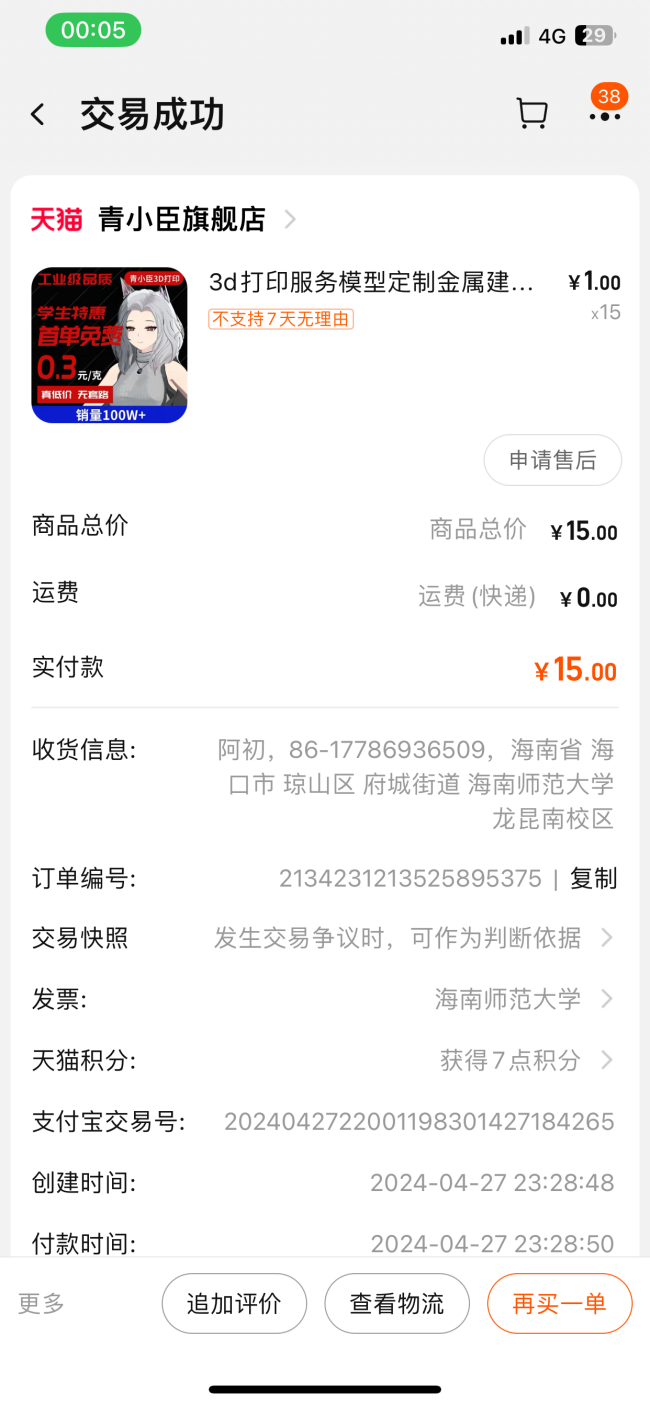 00:05
4G
29
交易成功
38
天猫 青小臣旗舰店
工业级品质 青小臣3D打印
学生特惠
首单免费
0.3元/克
真低价 无套路
销量100W+
3d打印服务模型定制金属建...
¥1.00
不支持7天无理由
x15
申请售后
商品总价 商品总价 ¥15.00
运费 运费(快递) ¥0.00
实付款 ¥15.00
收货信息: 阿初，86-17786936509，海南省 海
口市 琼山区 府城街道 海南师范大学
龙昆南校区
订单编号: 2134231213525895375 | 复制
交易快照 发生交易争议时，可作为判断依据
发票: 海南师范大学
天猫积分: 获得7点积分
支付宝交易号: 2024042722001198301427184265
创建时间: 2024-04-27 23:28:48
付款时间: 2024-04-27 23:28:50
更多 追加评价 查看物流 再买一单